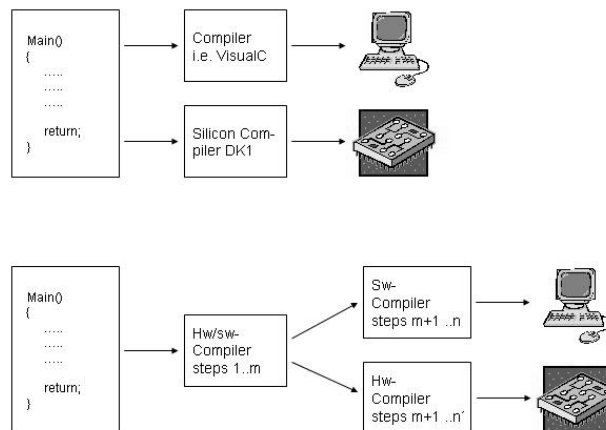 Main()
{
.....
.....
.....
return;
}
Compiler
i.e. VisualC
Silicon Com-
piler DK1
Main()
{
.....
.....
.....
return;
}
Hw/sw-
Compiler
steps 1..m
Sw-
Compiler
steps m+1 ..n
Hw-
Compiler
steps m+1 ..n´